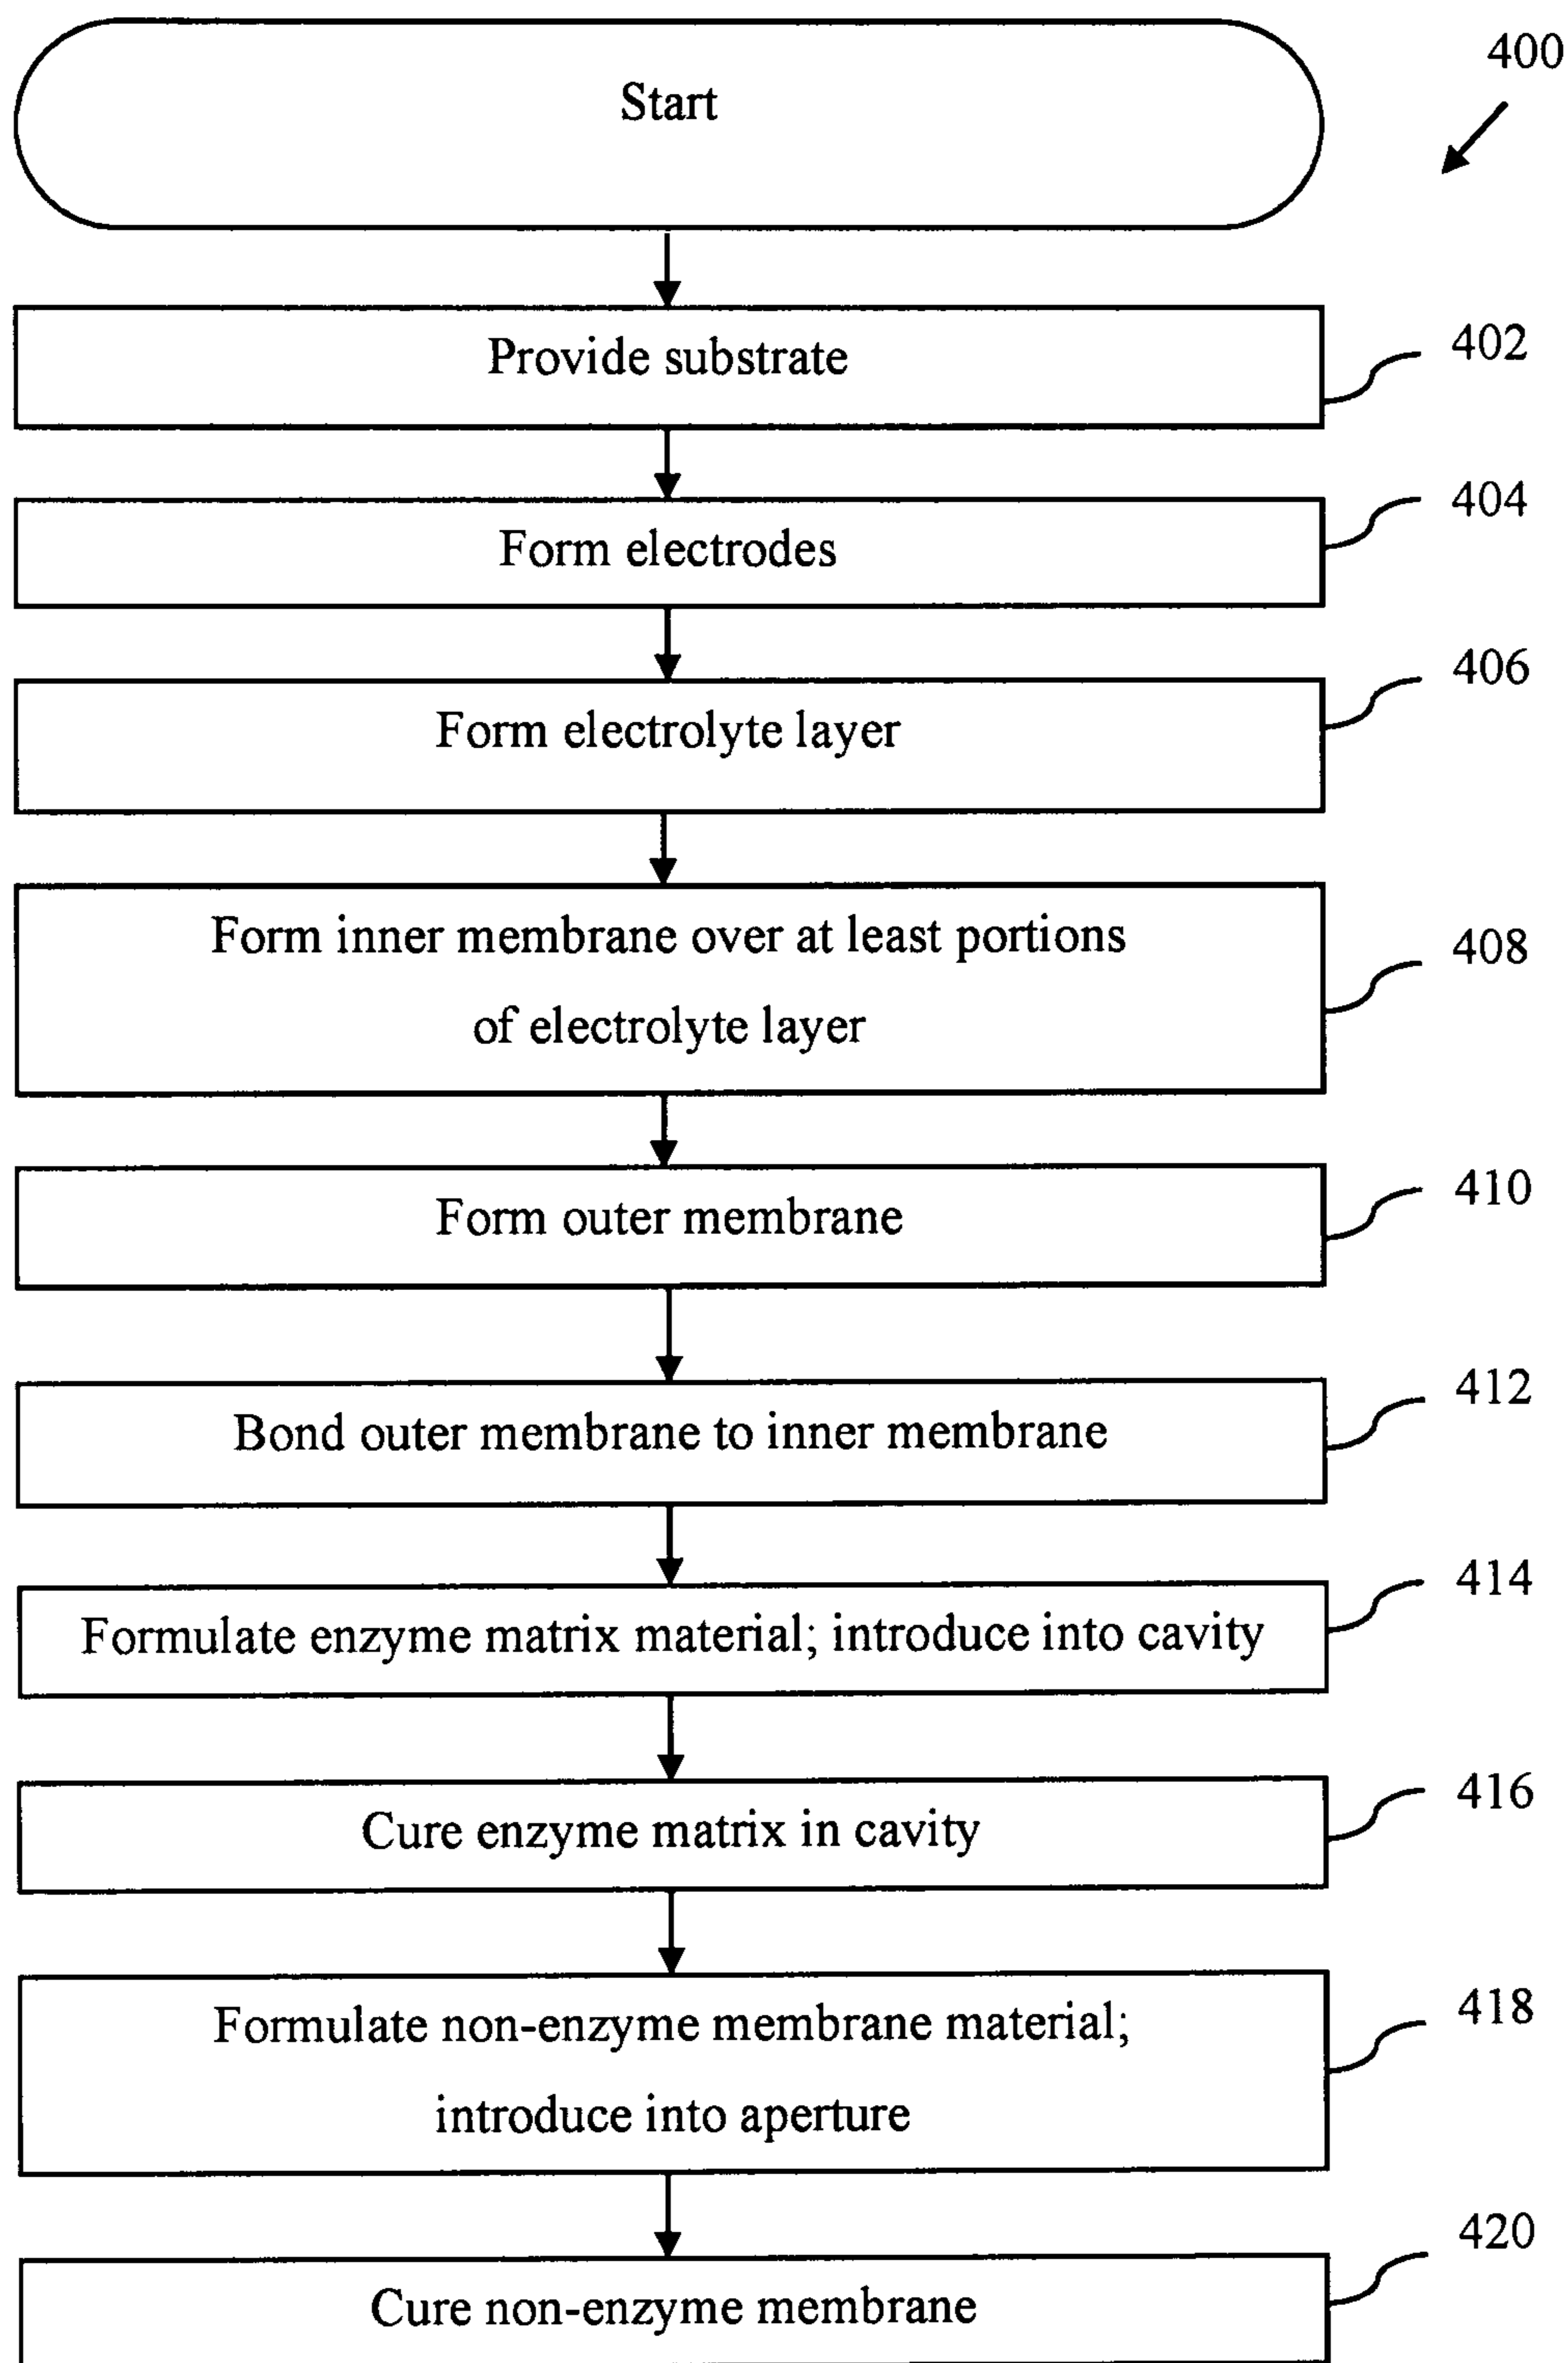 Start
400
Provide substrate
402
Form electrodes
404
Form electrolyte layer
406
Form inner membrane over at least portions
of electrolyte layer
408
Form outer membrane
410
Bond outer membrane to inner membrane
412
Formulate enzyme matrix material; introduce into cavity
414
Cure enzyme matrix in cavity
416
Formulate non-enzyme membrane material;
introduce into aperture
418
Cure non-enzyme membrane
420